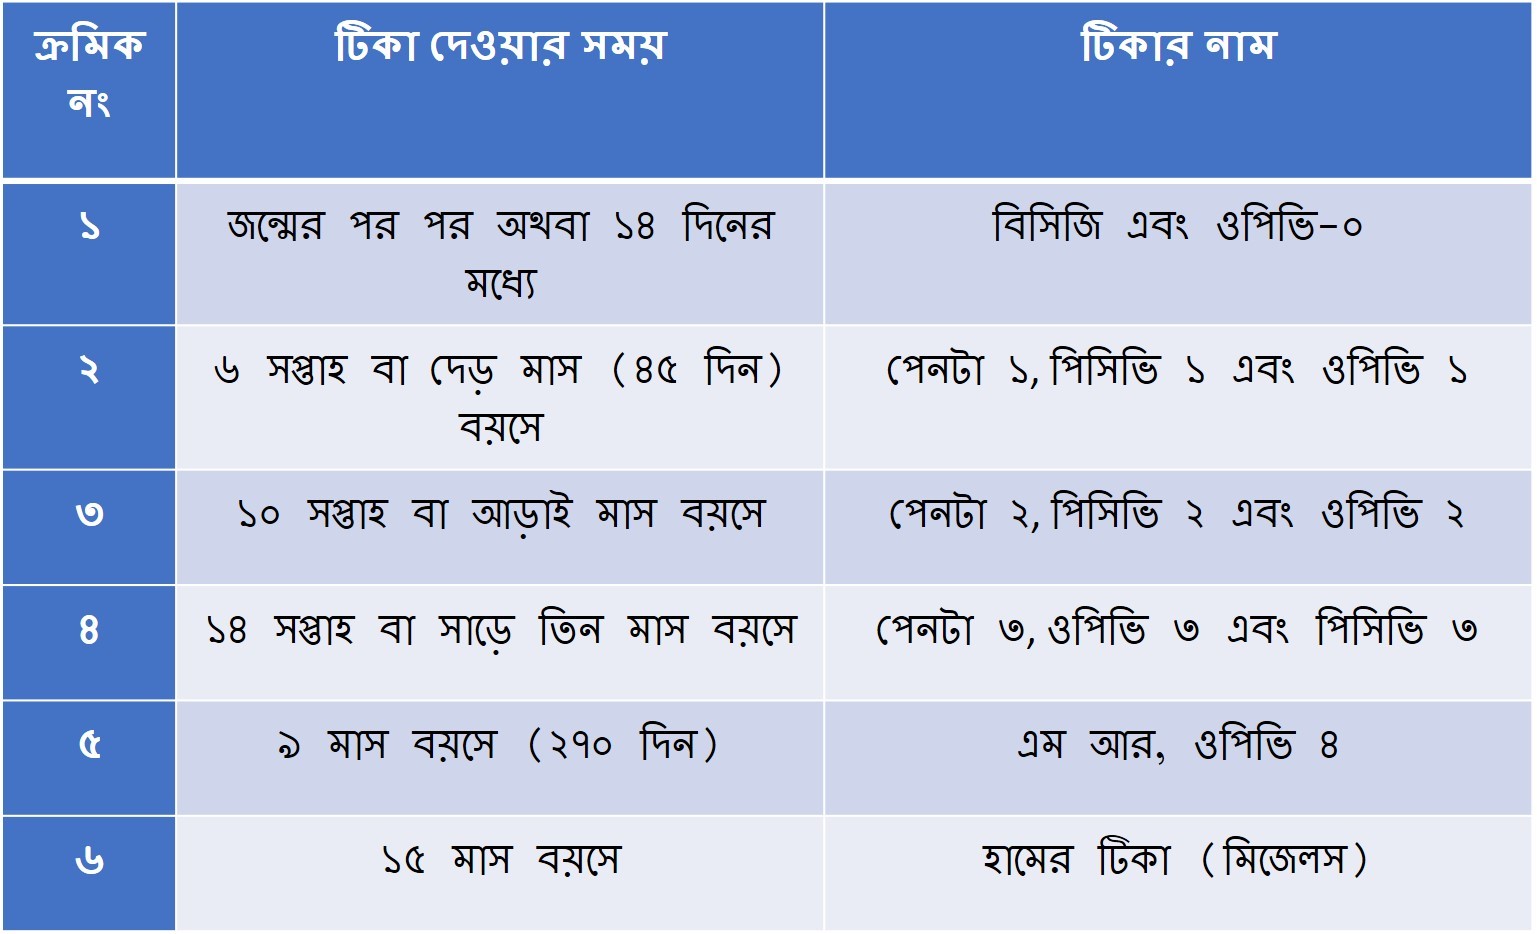 ক্রমিক নং টিকা দেওয়ার সময় টিকার নাম
১ জন্মের পর পর অথবা ১৪ দিনের মধ্যে বিসিজি এবং ওপিভি-০
২ ৬ সপ্তাহ বা দেড় মাস (৪৫ দিন) বয়সে পেনটা ১, পিসিভি ১ এবং ওপিভি ১
৩ ১০ সপ্তাহ বা আড়াই মাস বয়সে পেনটা ২, পিসিভি ২ এবং ওপিভি ২
৪ ১৪ সপ্তাহ বা সাড়ে তিন মাস বয়সে পেনটা ৩, ওপিভি ৩ এবং পিসিভি ৩
৫ ৯ মাস বয়সে (২৭০ দিন) এম আর, ওপিভি ৪
৬ ১৫ মাস বয়সে হামের টিকা (মিজেলস)